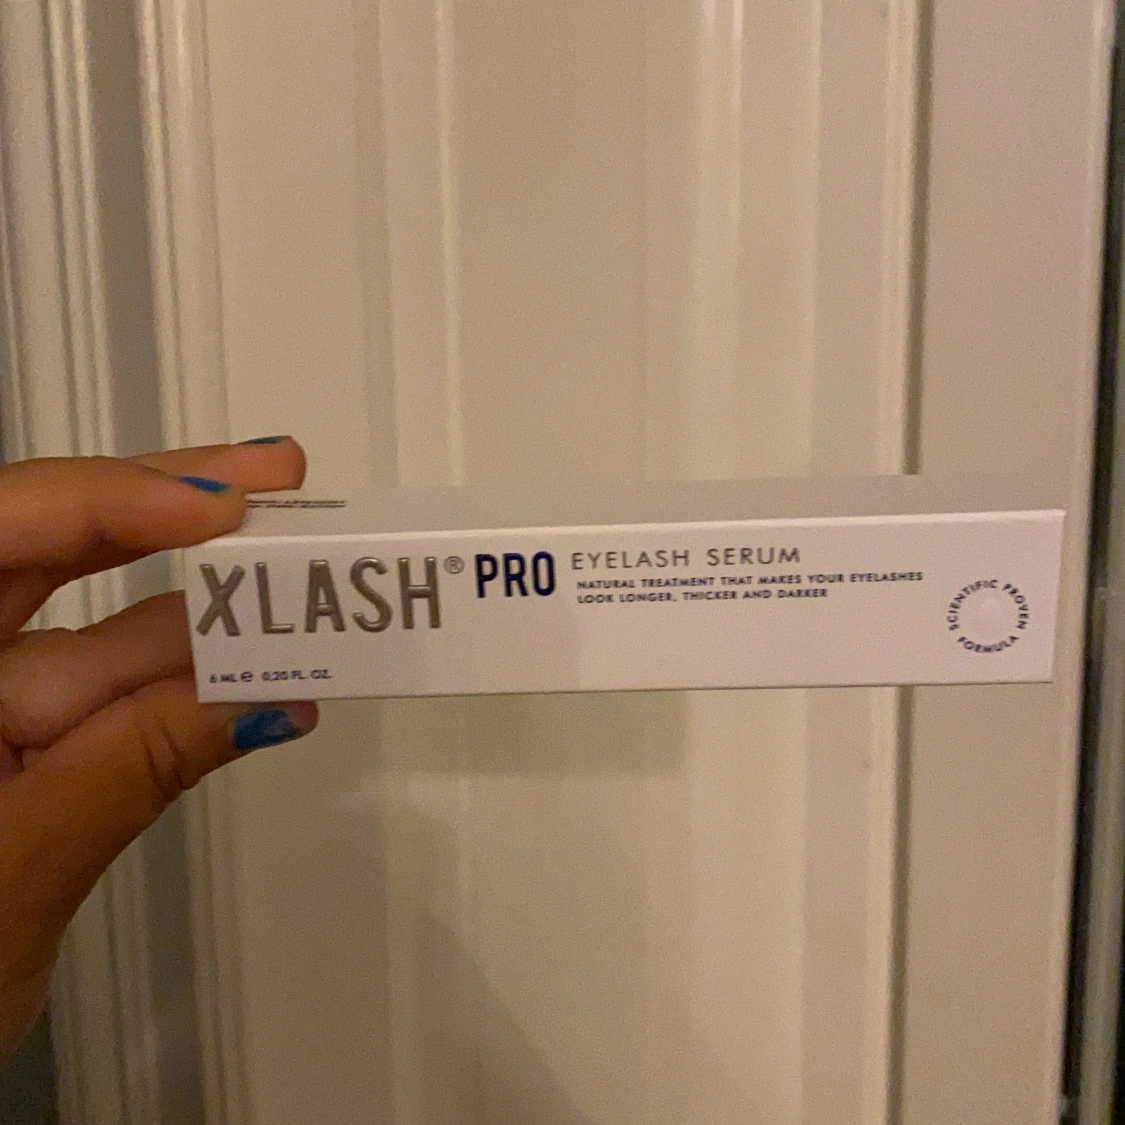 XLASH® PRO
EYELASH SERUM
NATURAL TREATMENT THAT MAKES YOUR EYELASHES
LOOK LONGER, THICKER AND DARKER
SCIENTIFIC PROVEN FORMULA
6 ML ℮ 0,20 FL. OZ.